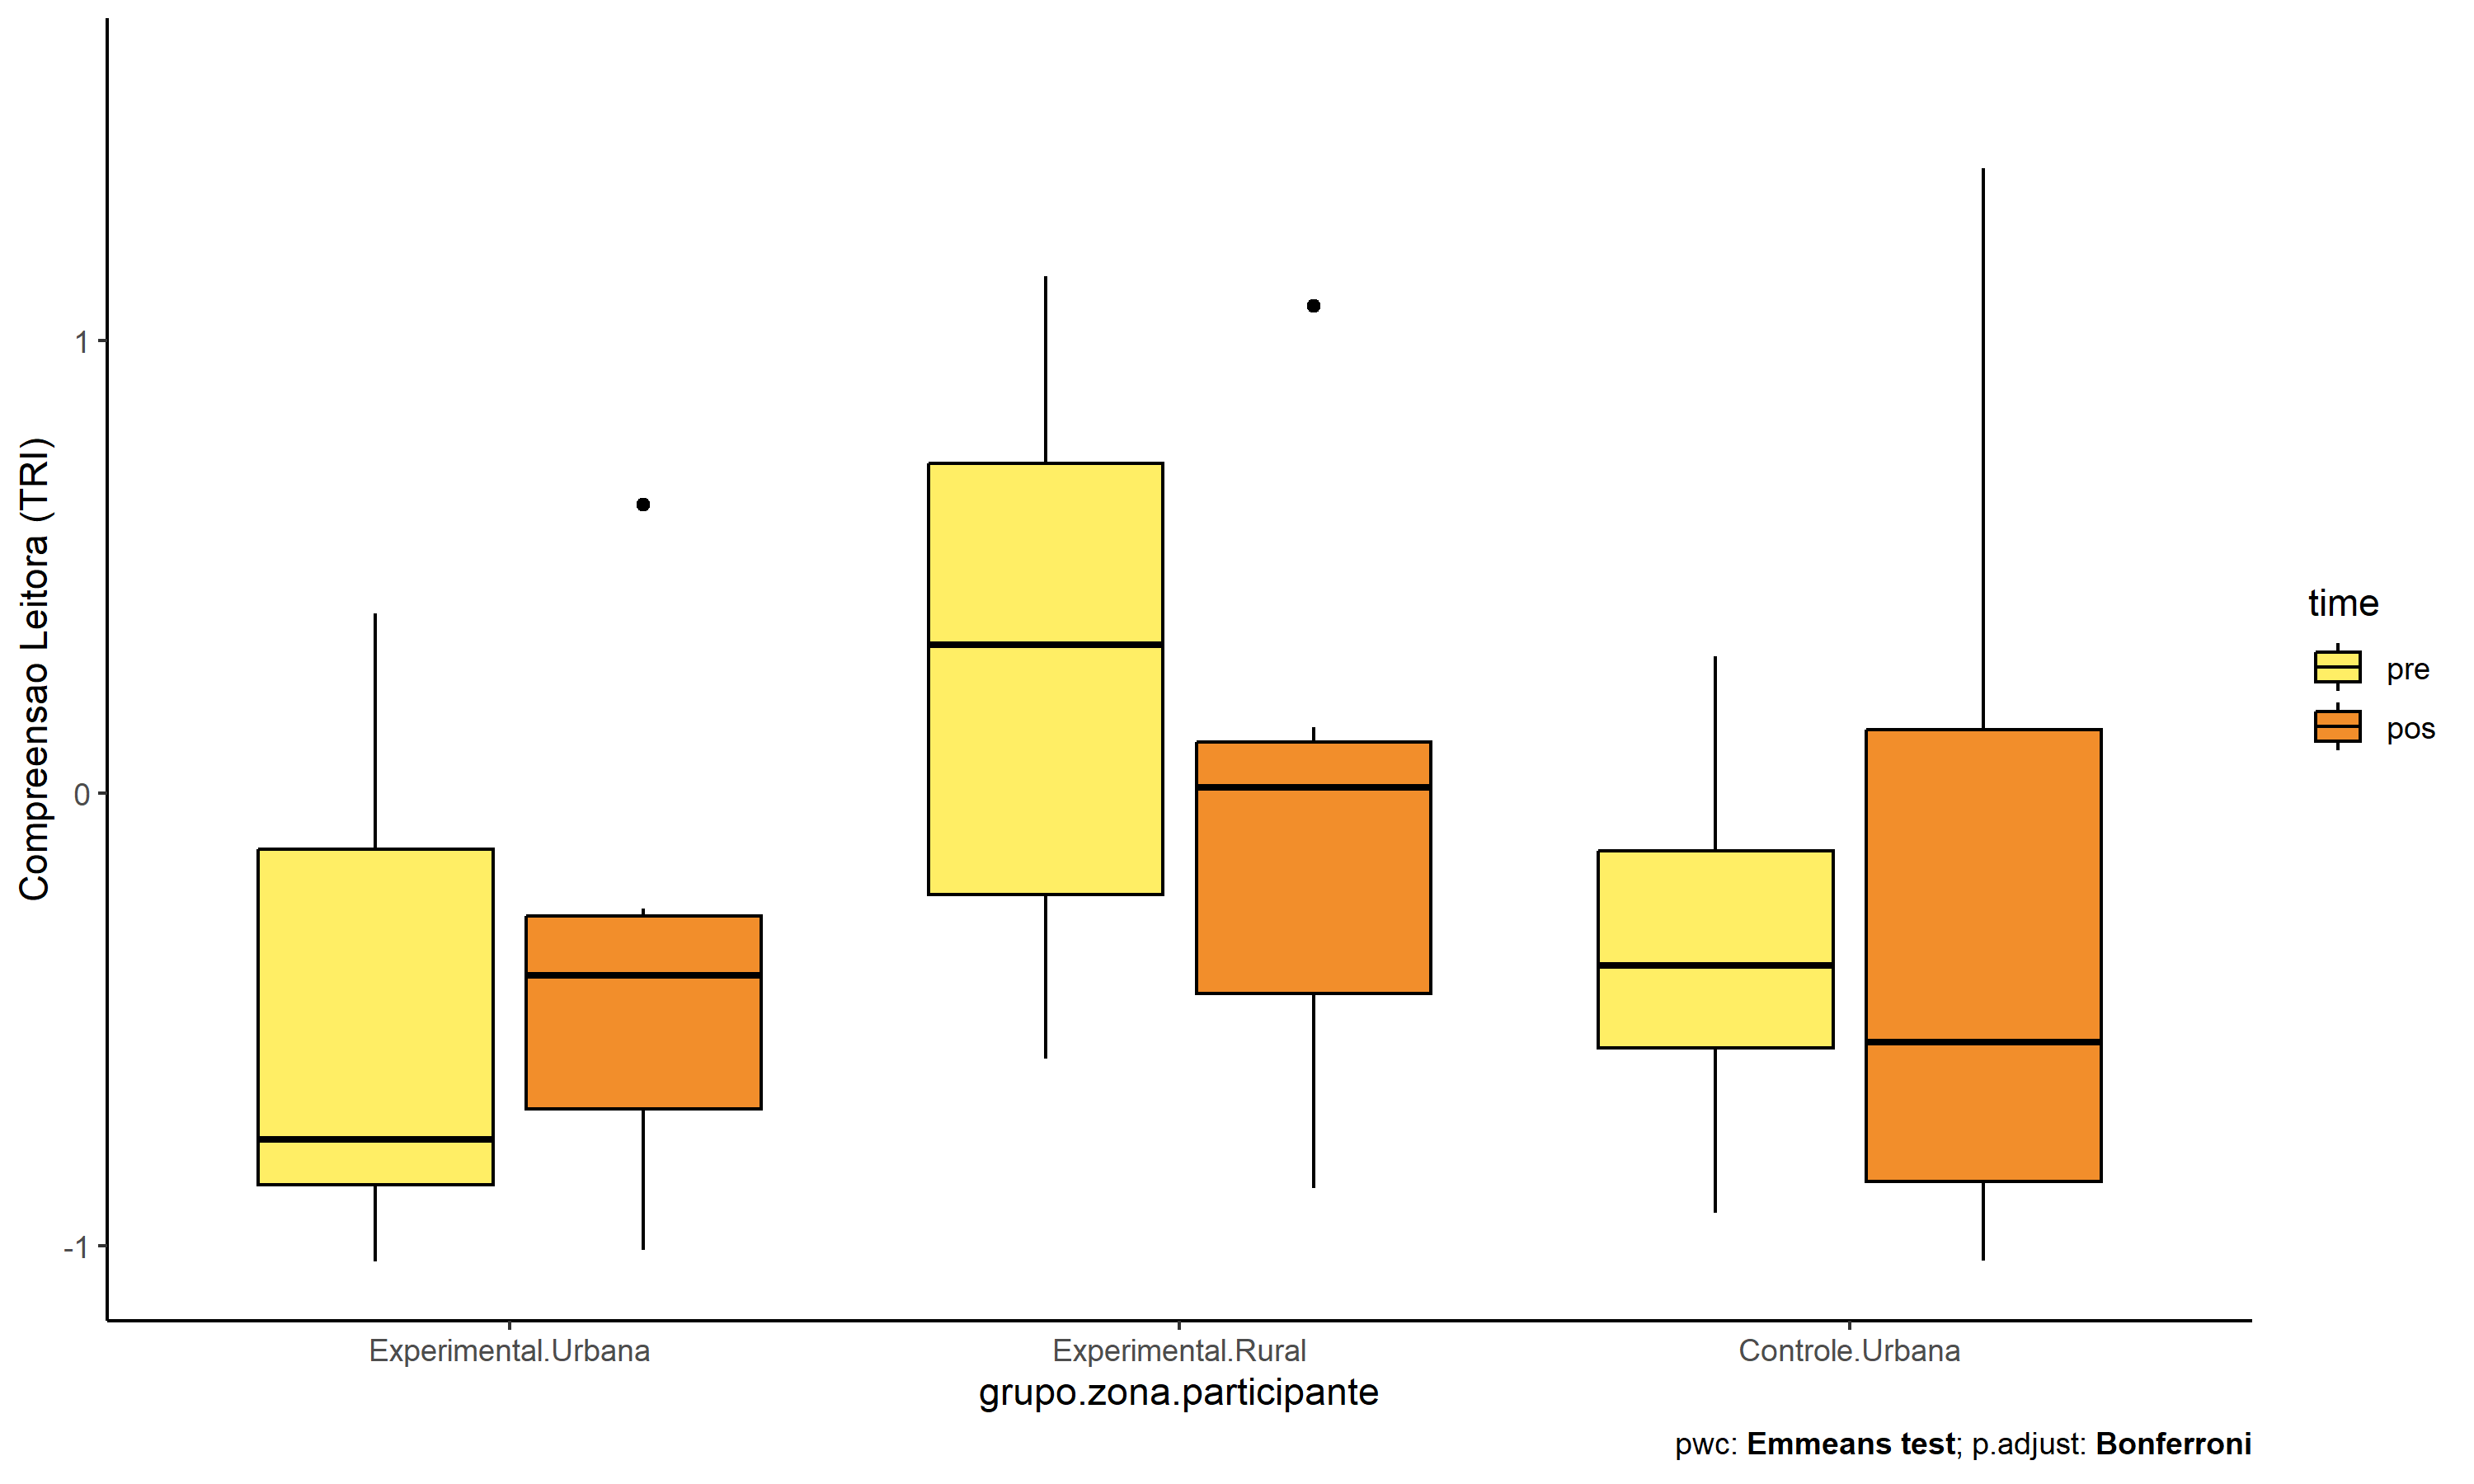 Compreensao Leitora (TRI)
1
0
-1
Experimental.Urbana
Experimental.Rural
Controle.Urbana
grupo.zona.participante
time
pre
pos
pwc: Emmeans test; p.adjust: Bonferroni